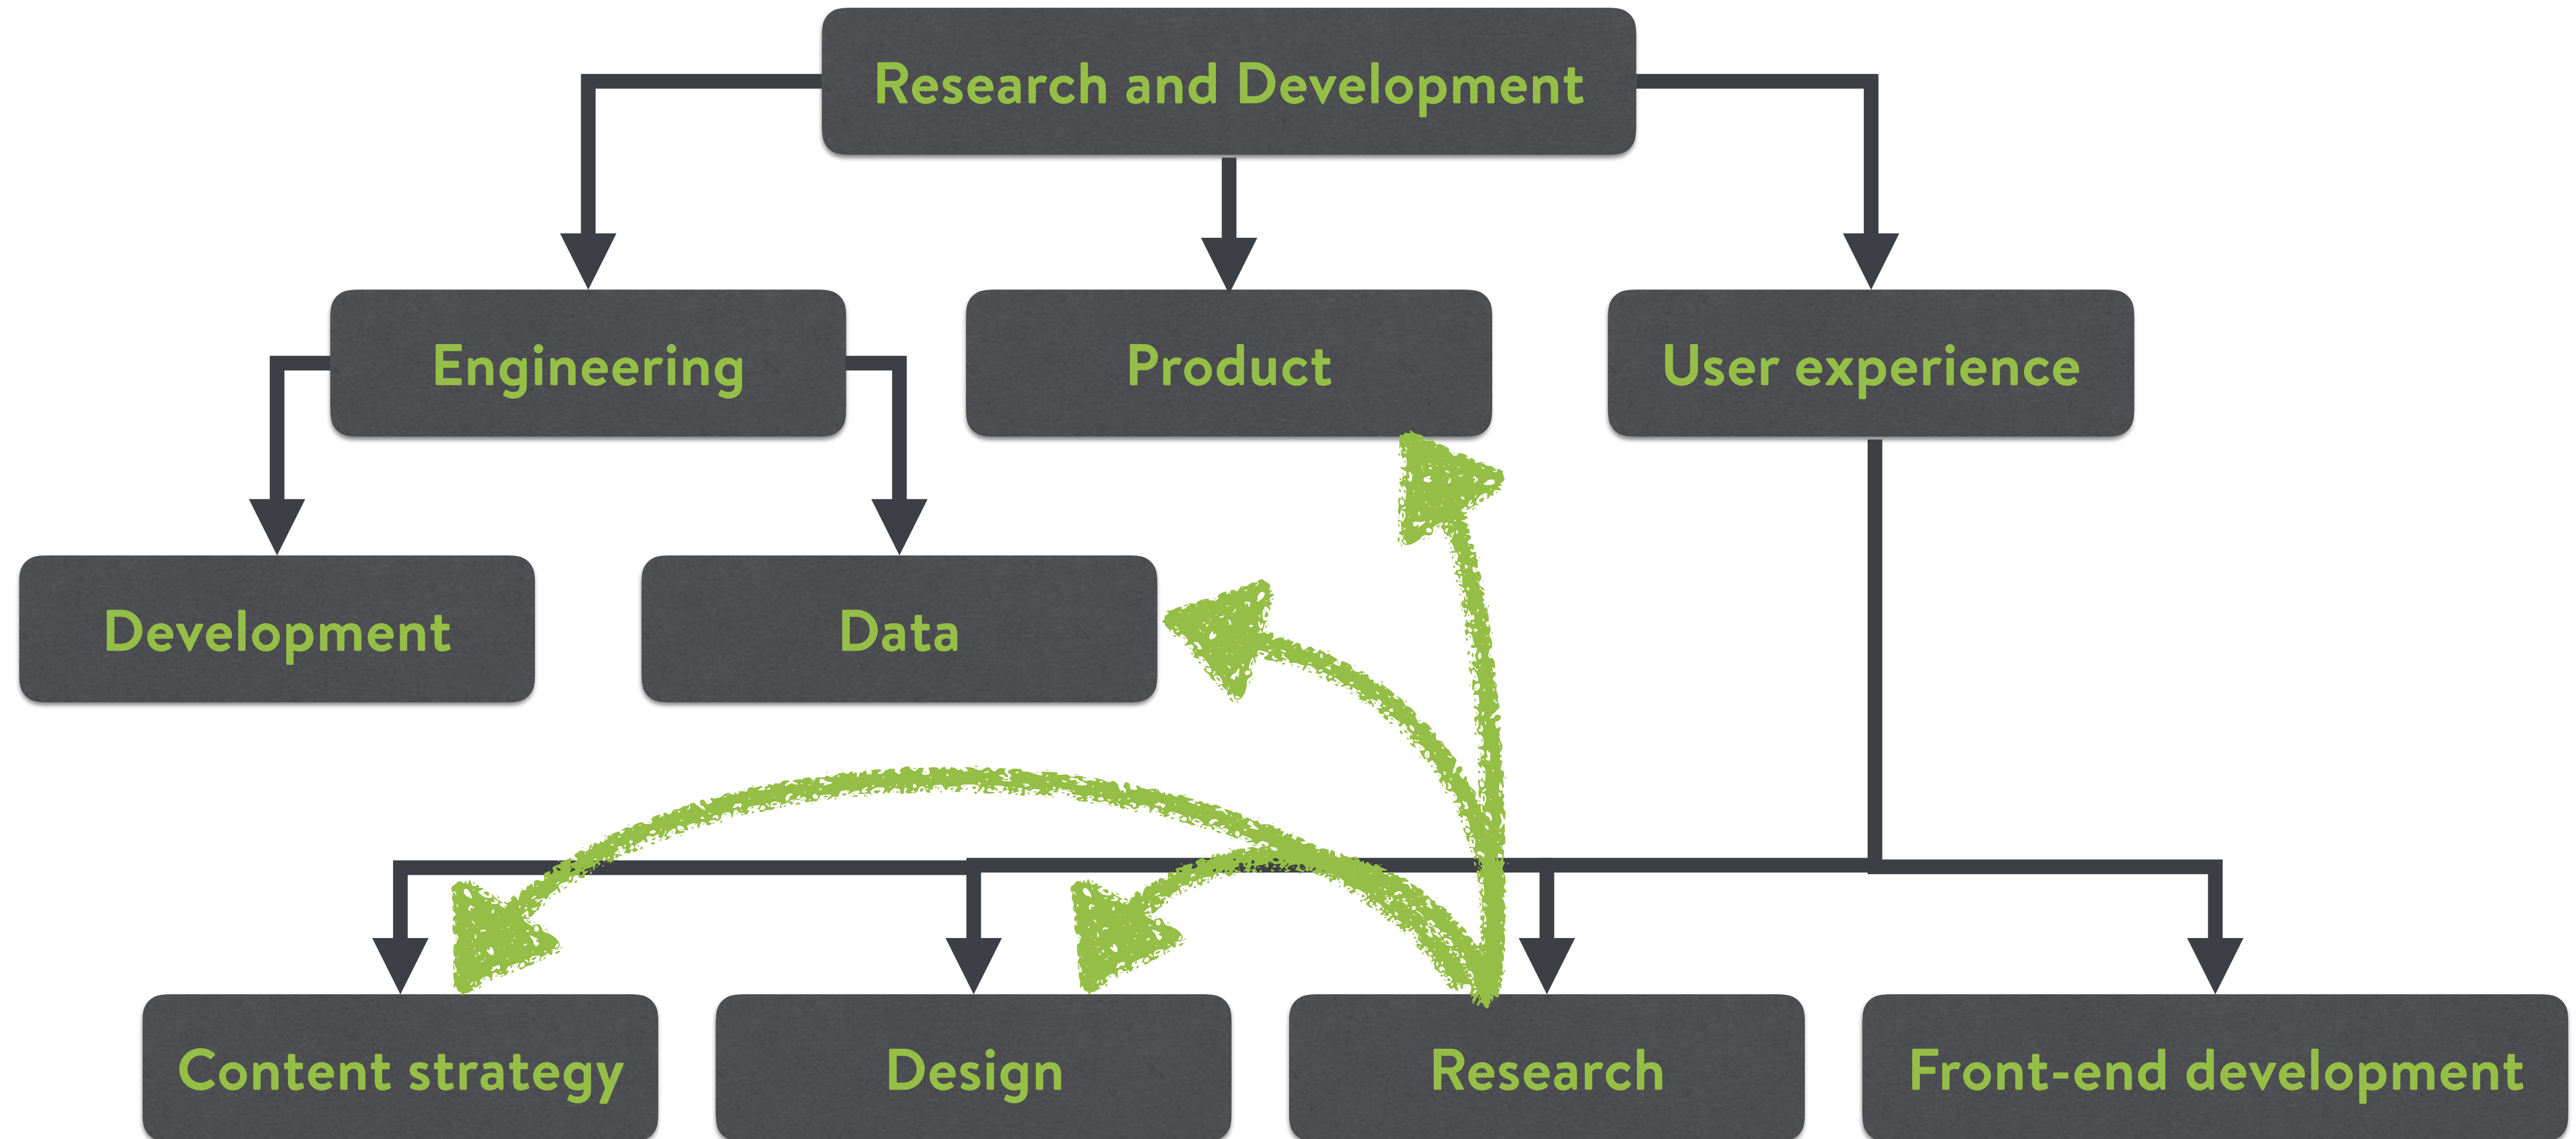 Research and Development
Engineering
Product
User experience
Development
Data
Content strategy
Design
Research
Front-end development